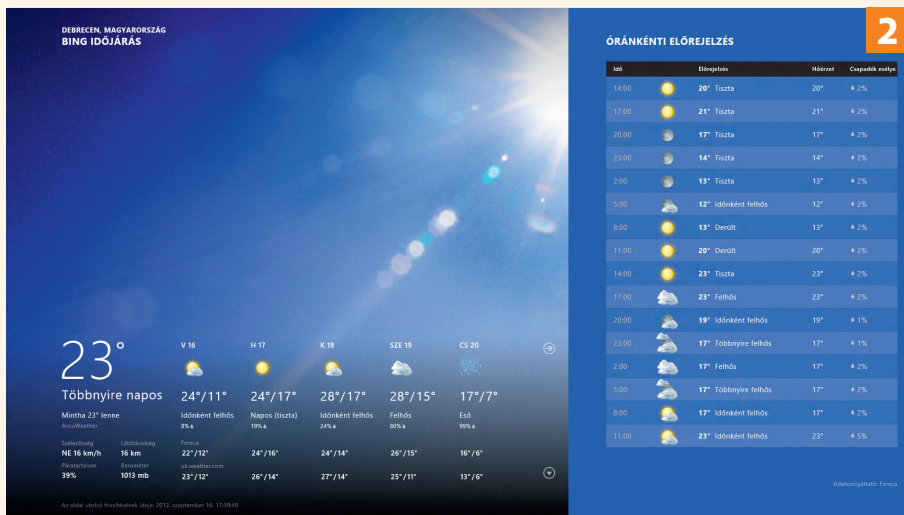 DEBRECEN, MAGYARORSZÁG
BING IDŐJÁRÁS
23°
Többnyire napos
Mintha 23° lenne
AccuWeather
Szélerősség Látótávolság
NE 16 km/h 16 km
Páratartalom Barométer
39% 1013 mb
V 16 H 17 K 18 SZE 19 CS 20
24°/11° 24°/17° 28°/17° 28°/15° 17°/7°
Időnként felhős Napos (tiszta) Időnként felhős Felhős Eső
8% 19% 24% 80% 99%
Foreca
22°/12° 24°/16° 24°/14° 26°/15° 16°/6°
uk.weather.com
23°/12° 26°/14° 27°/14° 25°/11° 13°/6°
Az oldal utolsó frissítésének ideje: 2012. szeptember 16. 17:39:49
2
ÓRÁNKÉNTI ELŐREJELZÉS
Idő Előrejelzés Hőérzet Csapadék esélye
14:00 20° Tiszta 20° 2%
17:00 21° Tiszta 21° 2%
20:00 17° Tiszta 17° 2%
23:00 14° Tiszta 14° 2%
2:00 13° Tiszta 13° 2%
5:00 12° Időnként felhős 12° 2%
8:00 13° Derült 13° 2%
11:00 20° Derült 20° 2%
14:00 23° Tiszta 23° 2%
17:00 23° Felhős 23° 2%
20:00 19° Időnként felhős 19° 1%
23:00 17° Többnyire felhős 17° 1%
2:00 17° Felhős 17° 2%
5:00 17° Többnyire felhős 17° 2%
8:00 17° Időnként felhős 17° 2%
11:00 23° Időnként felhős 23° 5%
Adatszolgáltató: Foreca